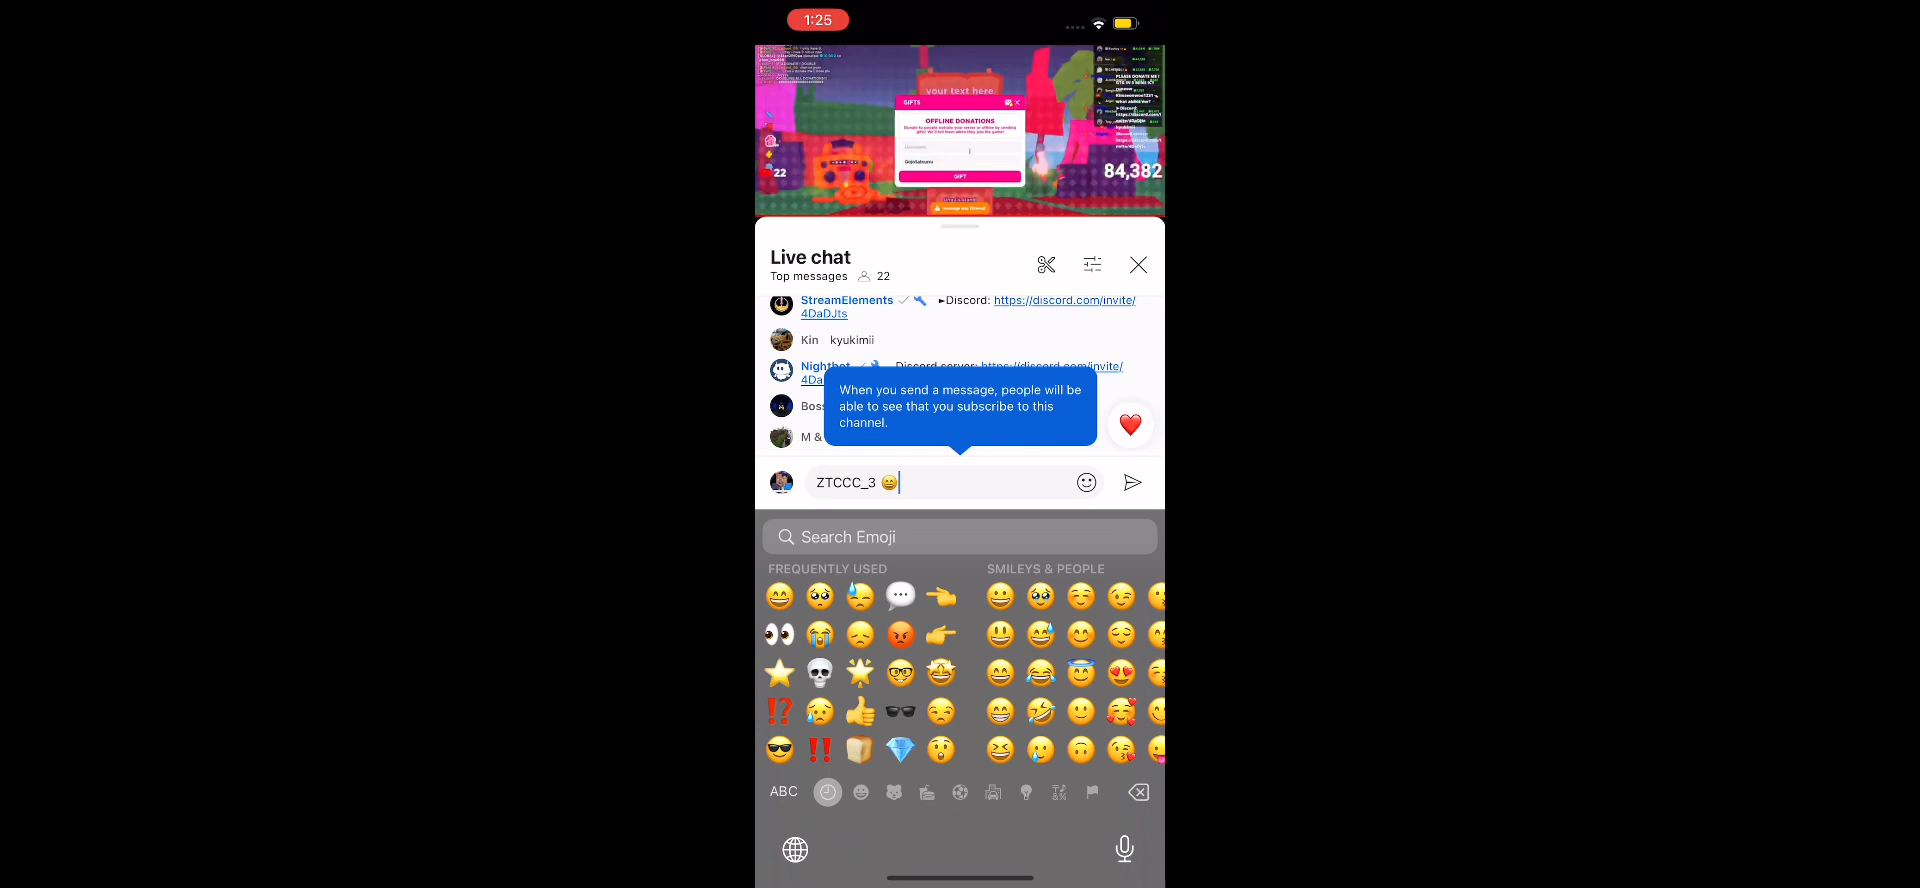 1:25
your text here
GIFTS
OFFLINE DONATIONS
GIFT
22
84,382
Live chat
Top messages 22
StreamElements ►Discord: https://discord.com/invite/
4DaDJts
Kin kyukimii
Nightbot Discord server: https://discord.com/invite/
4Da
Boss
M &
When you send a message, people will be
able to see that you subscribe to this
channel.
ZTCCC_3 😄
Search Emoji
FREQUENTLY USED SMILEYS & PEOPLE
ABC